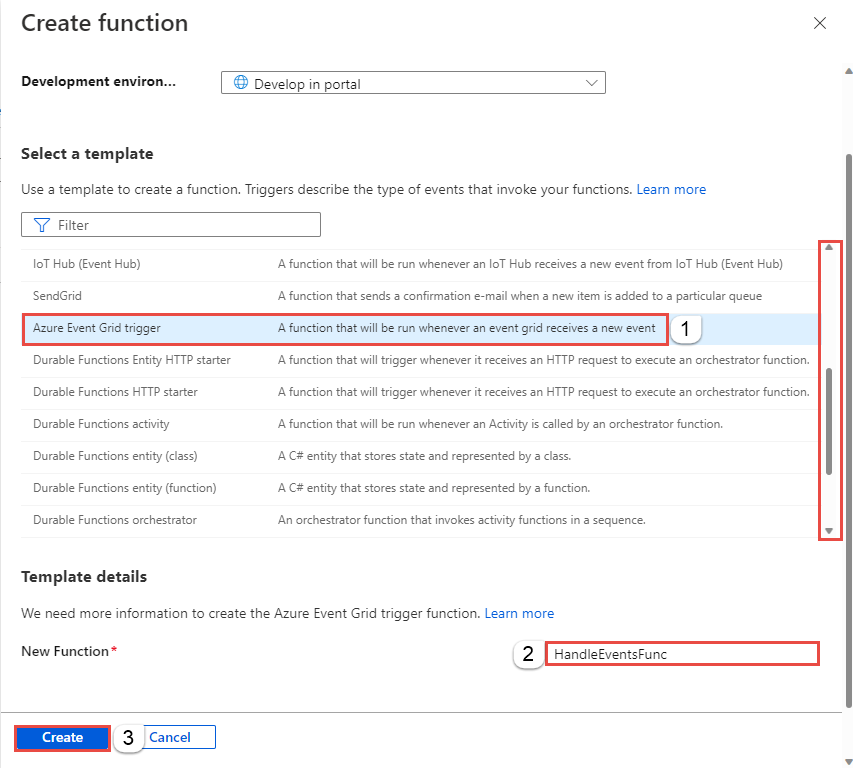 Create function
Development environ...
Develop in portal
Select a template
Use a template to create a function. Triggers describe the type of events that invoke your functions. Learn more
Filter
IoT Hub (Event Hub) A function that will be run whenever an IoT Hub receives a new event from IoT Hub (Event Hub)
SendGrid A function that sends a confirmation e-mail when a new item is added to a particular queue
Azure Event Grid trigger A function that will be run whenever an event grid receives a new event 1
Durable Functions Entity HTTP starter A function that will trigger whenever it receives an HTTP request to execute an orchestrator function.
Durable Functions HTTP starter A function that will trigger whenever it receives an HTTP request to execute an orchestrator function.
Durable Functions activity A function that will be run whenever an Activity is called by an orchestrator function.
Durable Functions entity (class) A C# entity that stores state and represented by a class.
Durable Functions entity (function) A C# entity that stores state and represented by a function.
Durable Functions orchestrator An orchestrator function that invokes activity functions in a sequence.
Template details
We need more information to create the Azure Event Grid trigger function. Learn more
New Function* 2 HandleEventsFunc
Create 3 Cancel